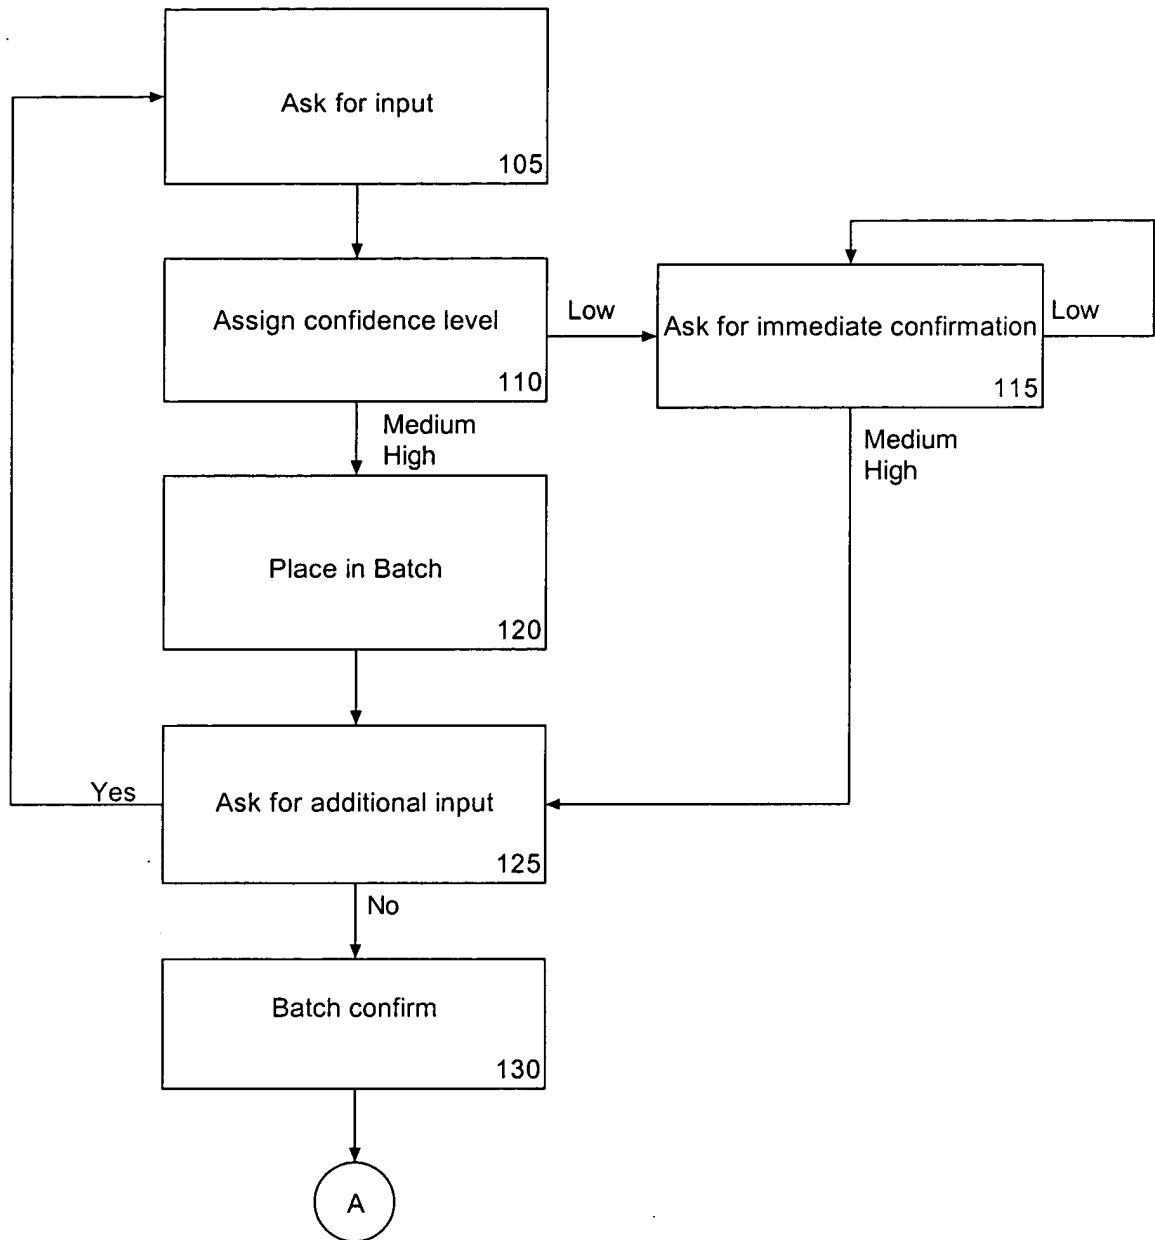 Ask for input
105
Assign confidence level
110
Low
Ask for immediate confirmation
115
Low
Medium
High
Medium
High
Place in Batch
120
Yes
Ask for additional input
125
No
Batch confirm
130
A